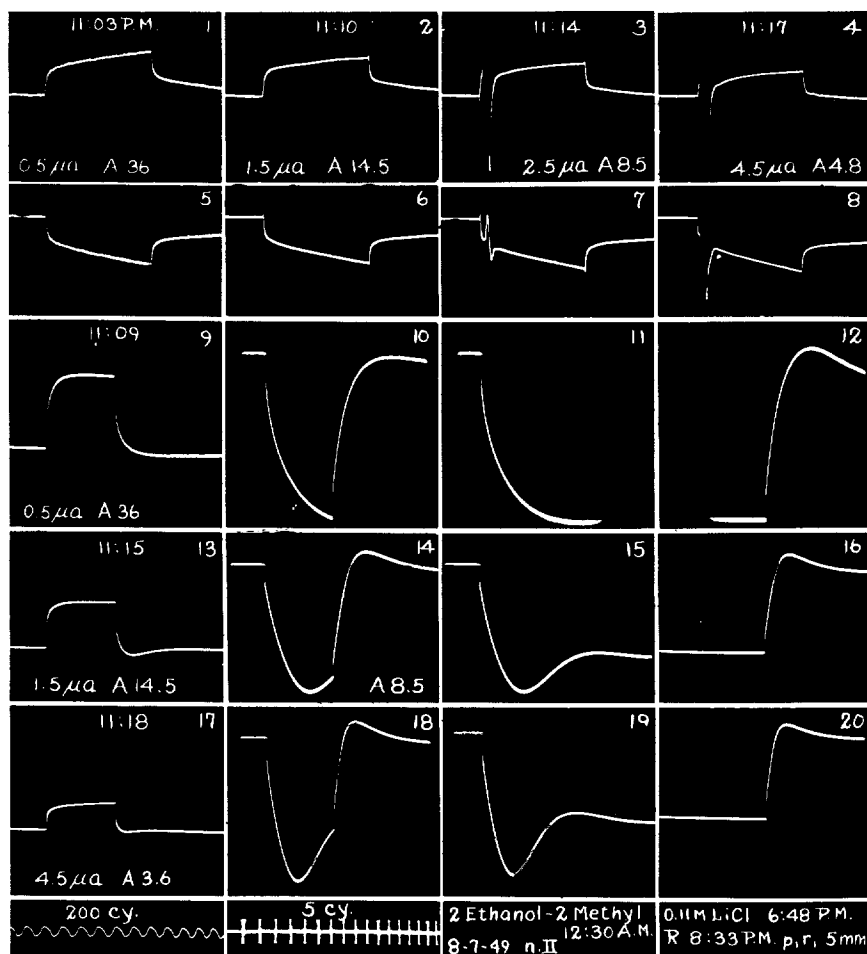 11:03 P.M. 1
11:10 2
11:14 3
11:17 4
0.5 μa A 36
1.5 μa A 14.5
2.5 μa A 8.5
4.5 μa A 4.8
5
6
7
8
11:09 9
10
11
12
0.5 μa A 36
11:15 13
14
15
16
1.5 μa A 14.5
A 8.5
11:18 17
18
19
20
4.5 μa A 3.6
200 cy.
5 cy.
2 Ethanol-2 Methyl
12:30 A.M.
8-7-49 n.II
0.11M LiCl 6:48 P.M.
R 8:33 P.M. p,r, 5mm